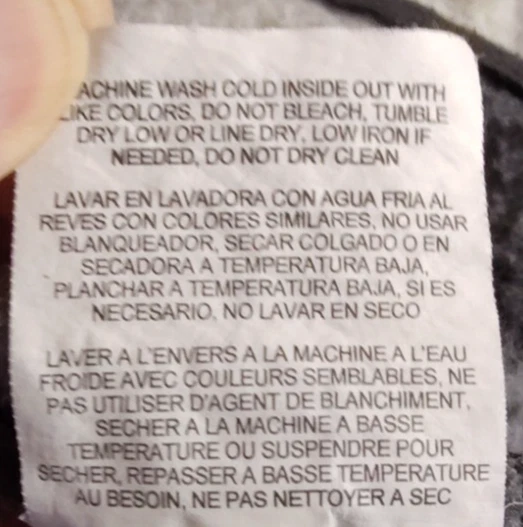 ACHINE WASH COLD INSIDE OUT WITH
LIKE COLORS, DO NOT BLEACH, TUMBLE
DRY LOW OR LINE DRY, LOW IRON IF
NEEDED, DO NOT DRY CLEAN
LAVAR EN LAVADORA CON AGUA FRIA AL
REVES CON COLORES SIMILARES, NO USAR
BLANQUEADOR, SECAR COLGADO O EN
SECADORA A TEMPERATURA BAJA,
PLANCHAR A TEMPERATURA BAJA, SI ES
NECESARIO, NO LAVAR EN SECO
LAVER A L'ENVERS A LA MACHINE A L'EAU
FROIDE AVEC COULEURS SEMBLABLES, NE
PAS UTILISER D'AGENT DE BLANCHIMENT,
SECHER A LA MACHINE A BASSE
TEMPERATURE OU SUSPENDRE POUR
SECHER, REPASSER A BASSE TEMPERATURE
AU BESOIN, NE PAS NETTOYER A SEC